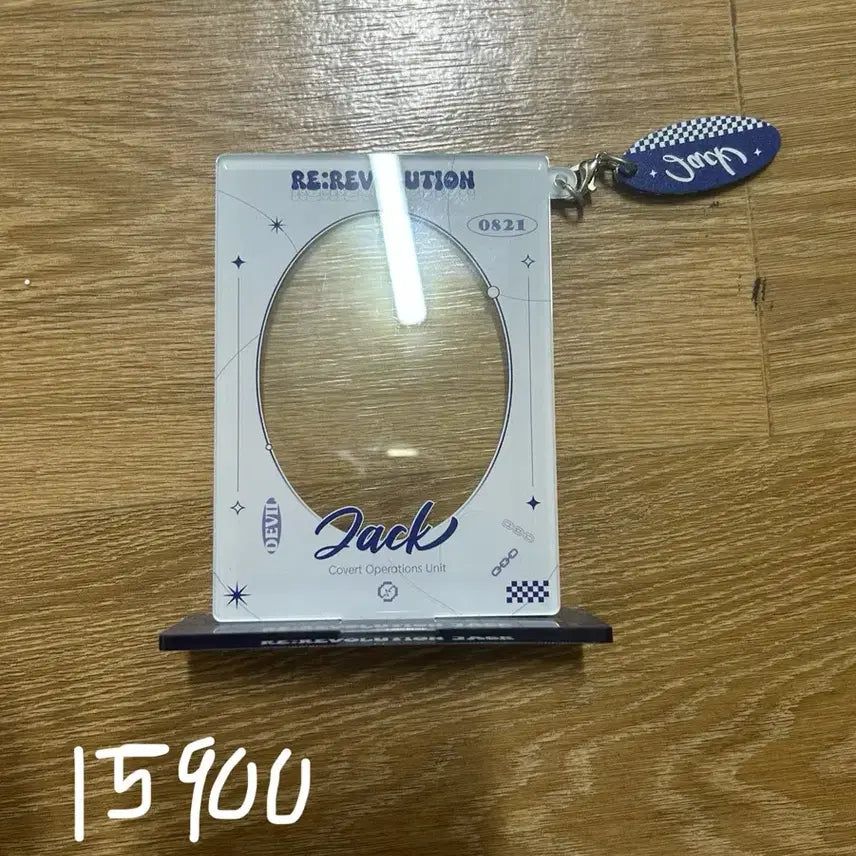 RE:REVOLUTION
0821
Jack
DEVIL
Jack
Covert Operations Unit
RE:REVOLUTION JACK
15900